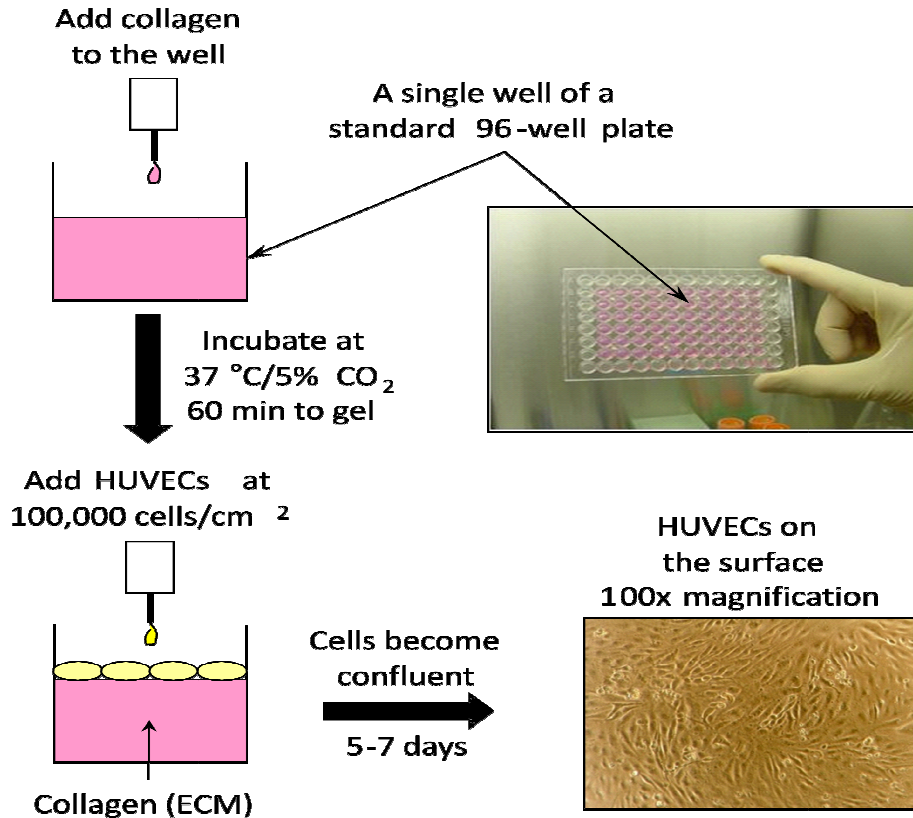 Add collagen
to the well
A single well of a
standard 96-well plate
Incubate at
37 °C/5% CO₂
60 min to gel
Add HUVECs at
100,000 cells/cm ²
Cells become
confluent
5-7 days
HUVECs on
the surface
100x magnification
Collagen (ECM)